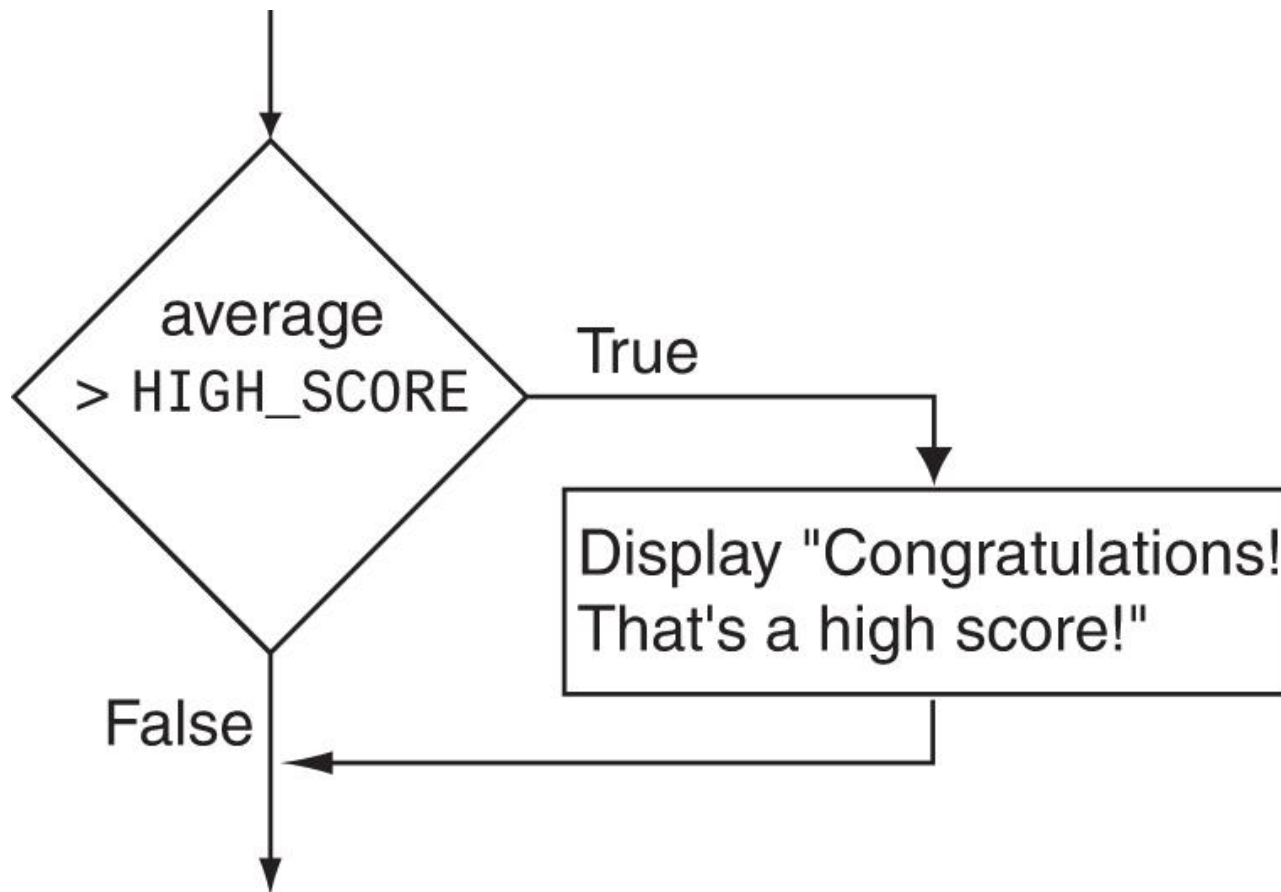 average
> HIGH_SCORE
True
Display "Congratulations!
That's a high score!"
False